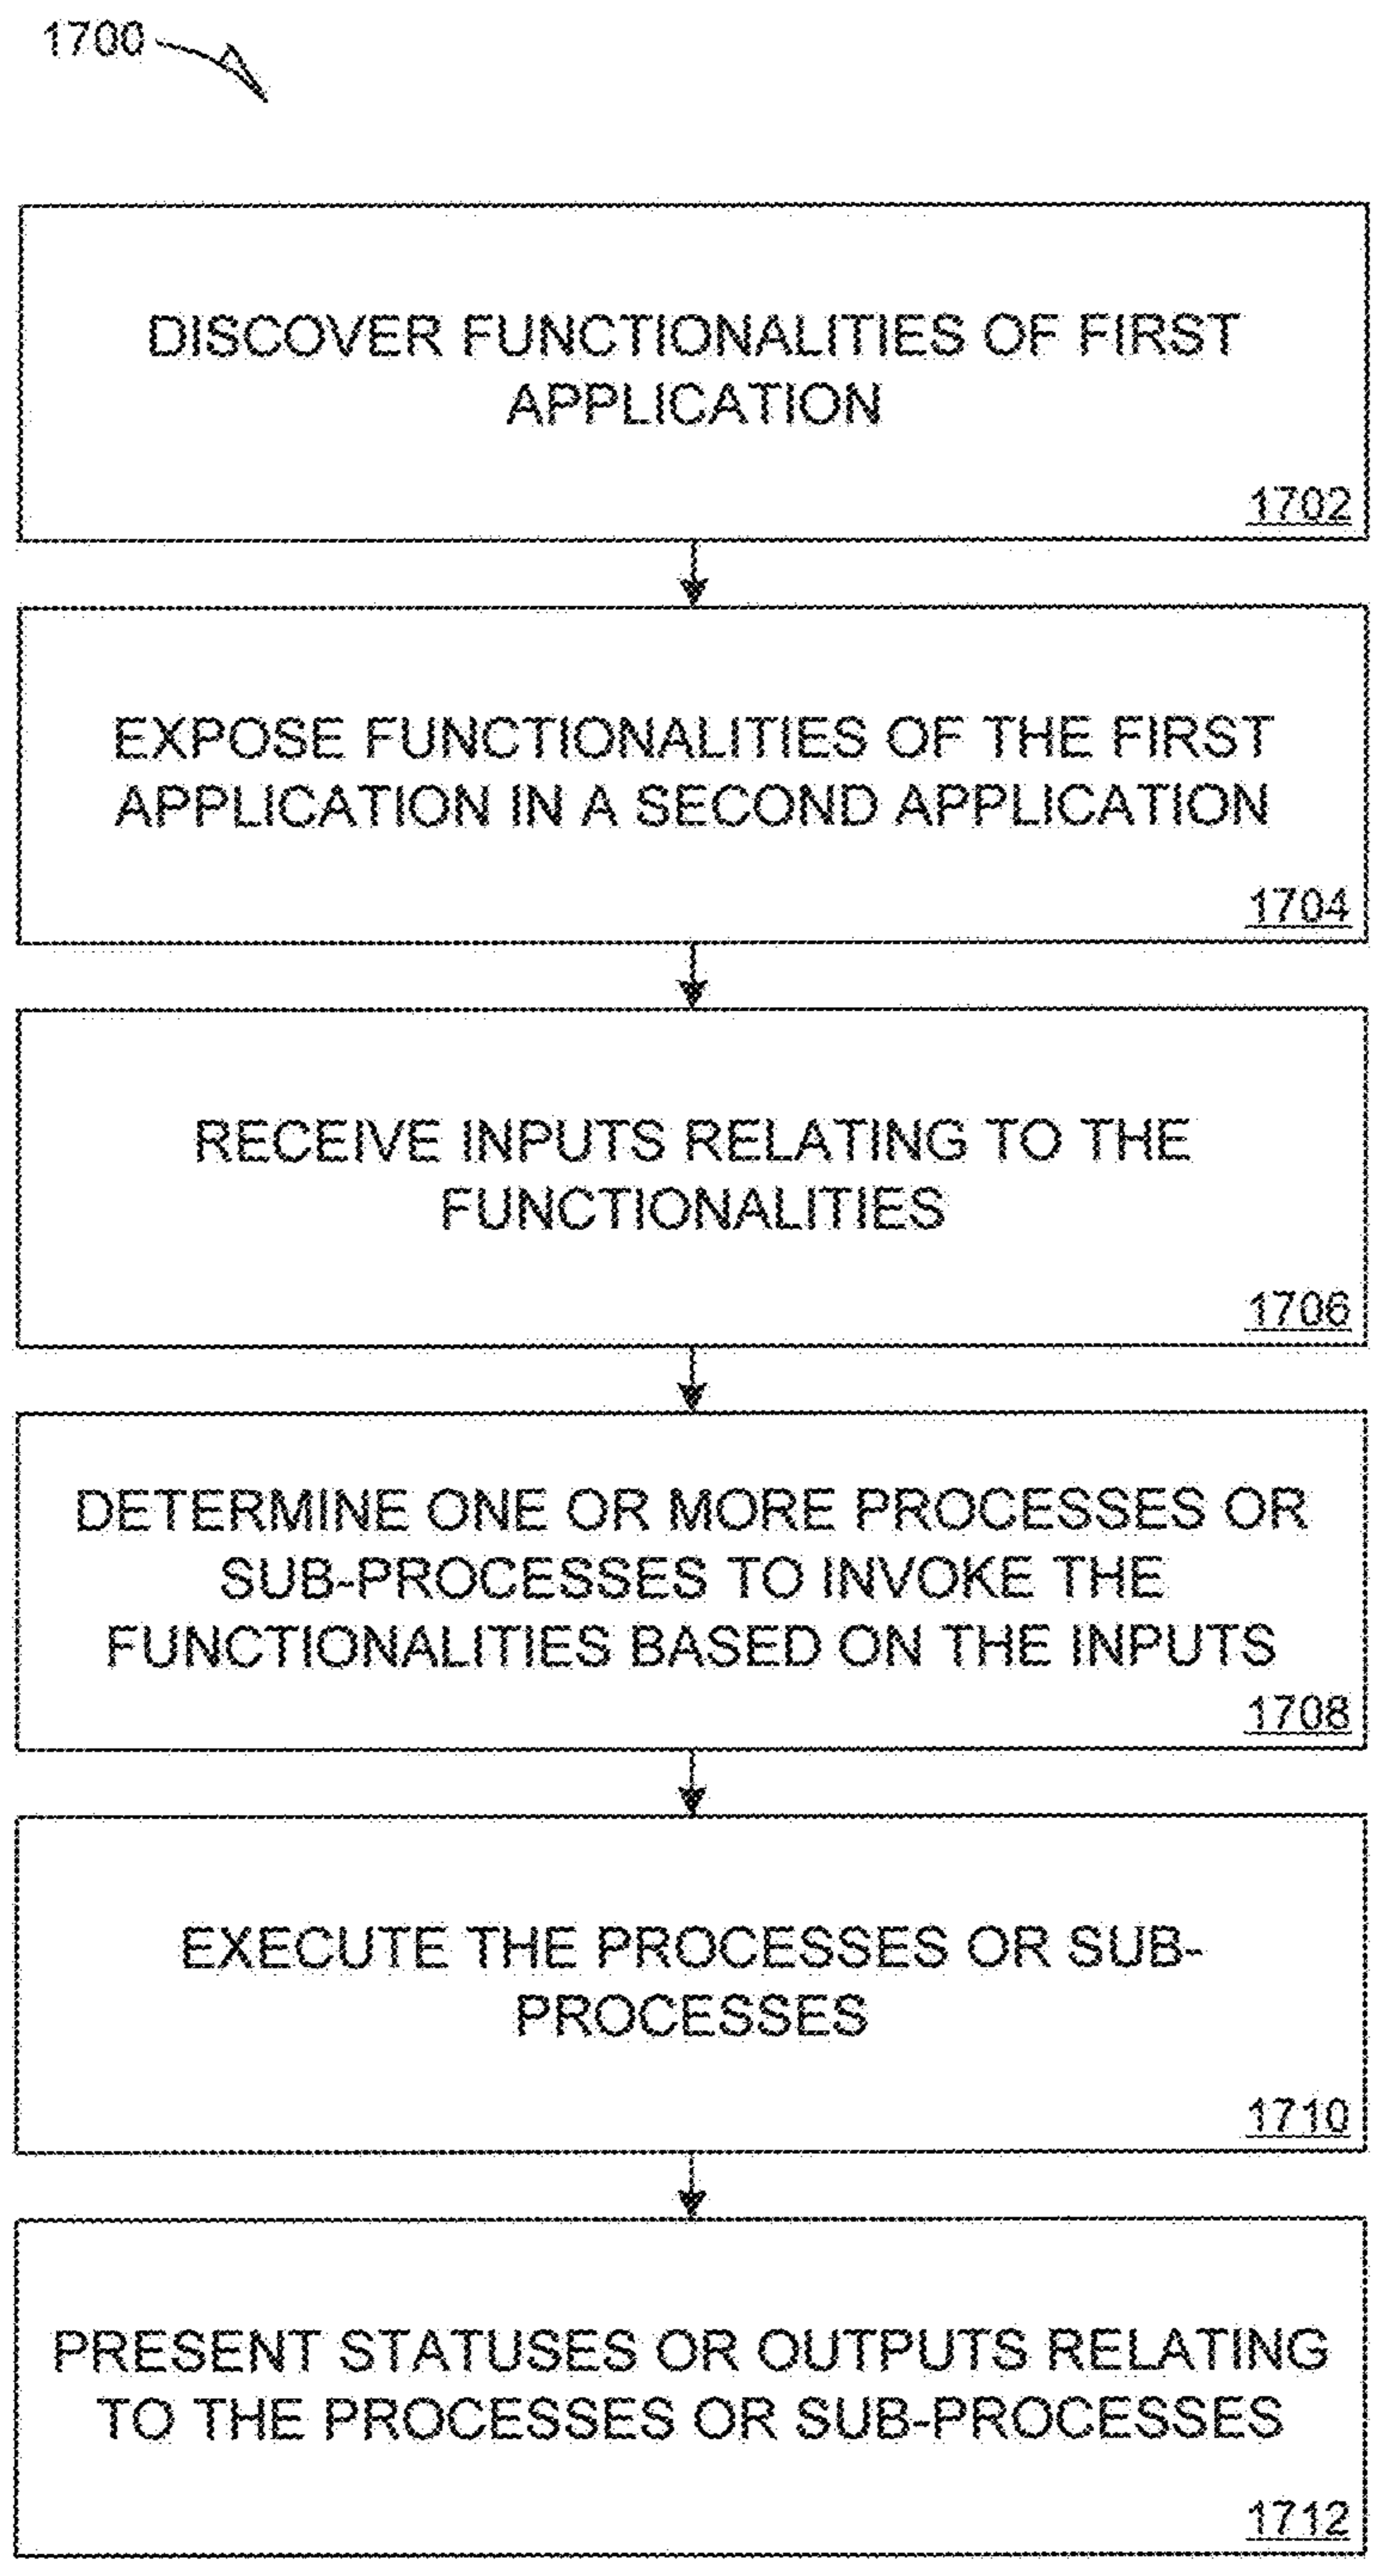 1700
DISCOVER FUNCTIONALITIES OF FIRST
APPLICATION
1702
EXPOSE FUNCTIONALITIES OF THE FIRST
APPLICATION IN A SECOND APPLICATION
1704
RECEIVE INPUTS RELATING TO THE
FUNCTIONALITIES
1706
DETERMINE ONE OR MORE PROCESSES OR
SUB-PROCESSES TO INVOKE THE
FUNCTIONALITIES BASED ON THE INPUTS
1708
EXECUTE THE PROCESSES OR SUB-
PROCESSES
1710
PRESENT STATUSES OR OUTPUTS RELATING
TO THE PROCESSES OR SUB-PROCESSES
1712